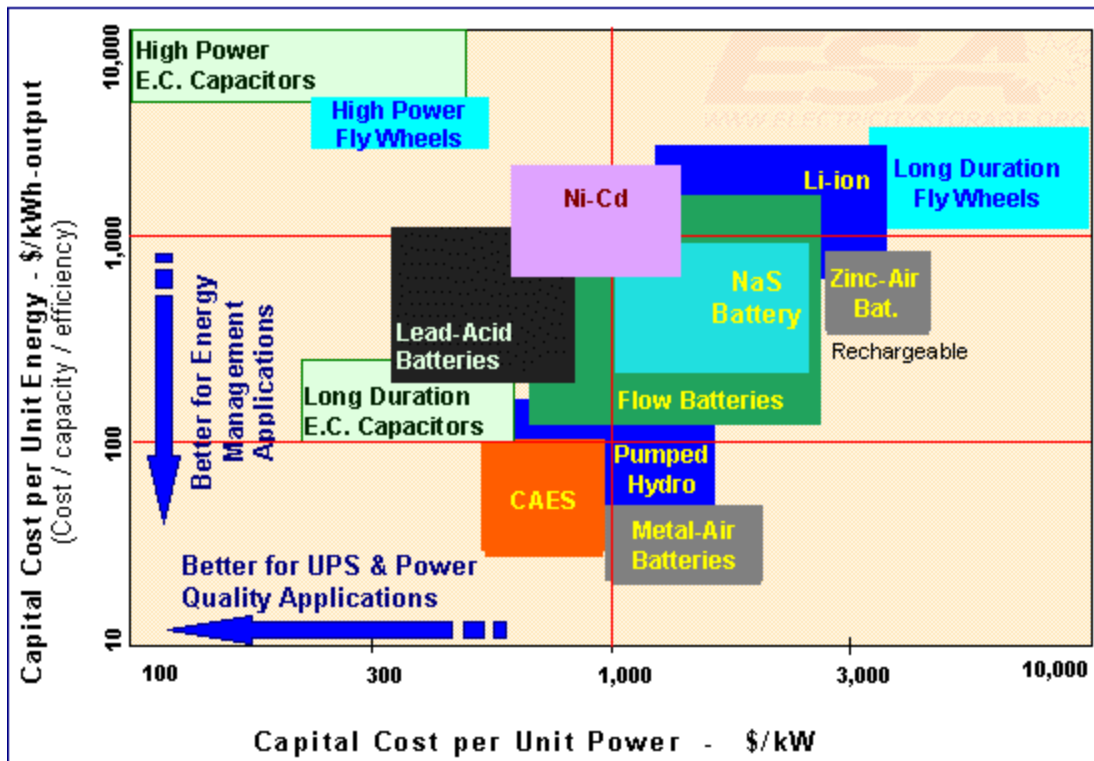 ESA
WWW.ELECTRICITYSTORAGE.ORG
Capital Cost per Unit Energy - $/kWh-output
(Cost / capacity / efficiency)
10,000
1,000
100
10
High Power
E.C. Capacitors
High Power
Fly Wheels
Long Duration
Fly Wheels
Li-ion
Ni-Cd
Zinc-Air
Bat.
Rechargeable
NaS
Battery
Lead-Acid
Batteries
Flow Batteries
Long Duration
E.C. Capacitors
Pumped
Hydro
CAES
Metal-Air
Batteries
Better for Energy
Management
Applications
Better for UPS & Power
Quality Applications
100
300
1,000
3,000
10,000
Capital Cost per Unit Power - $/kW